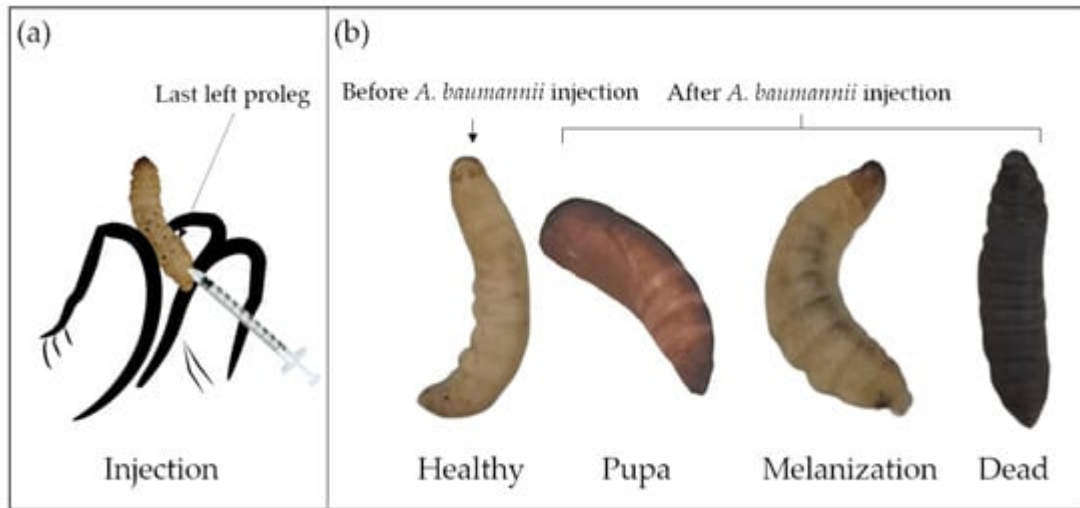 (a)
Last left proleg
Injection
(b)
Before A. baumannii injection
After A. baumannii injection
Healthy
Pupa
Melanization
Dead